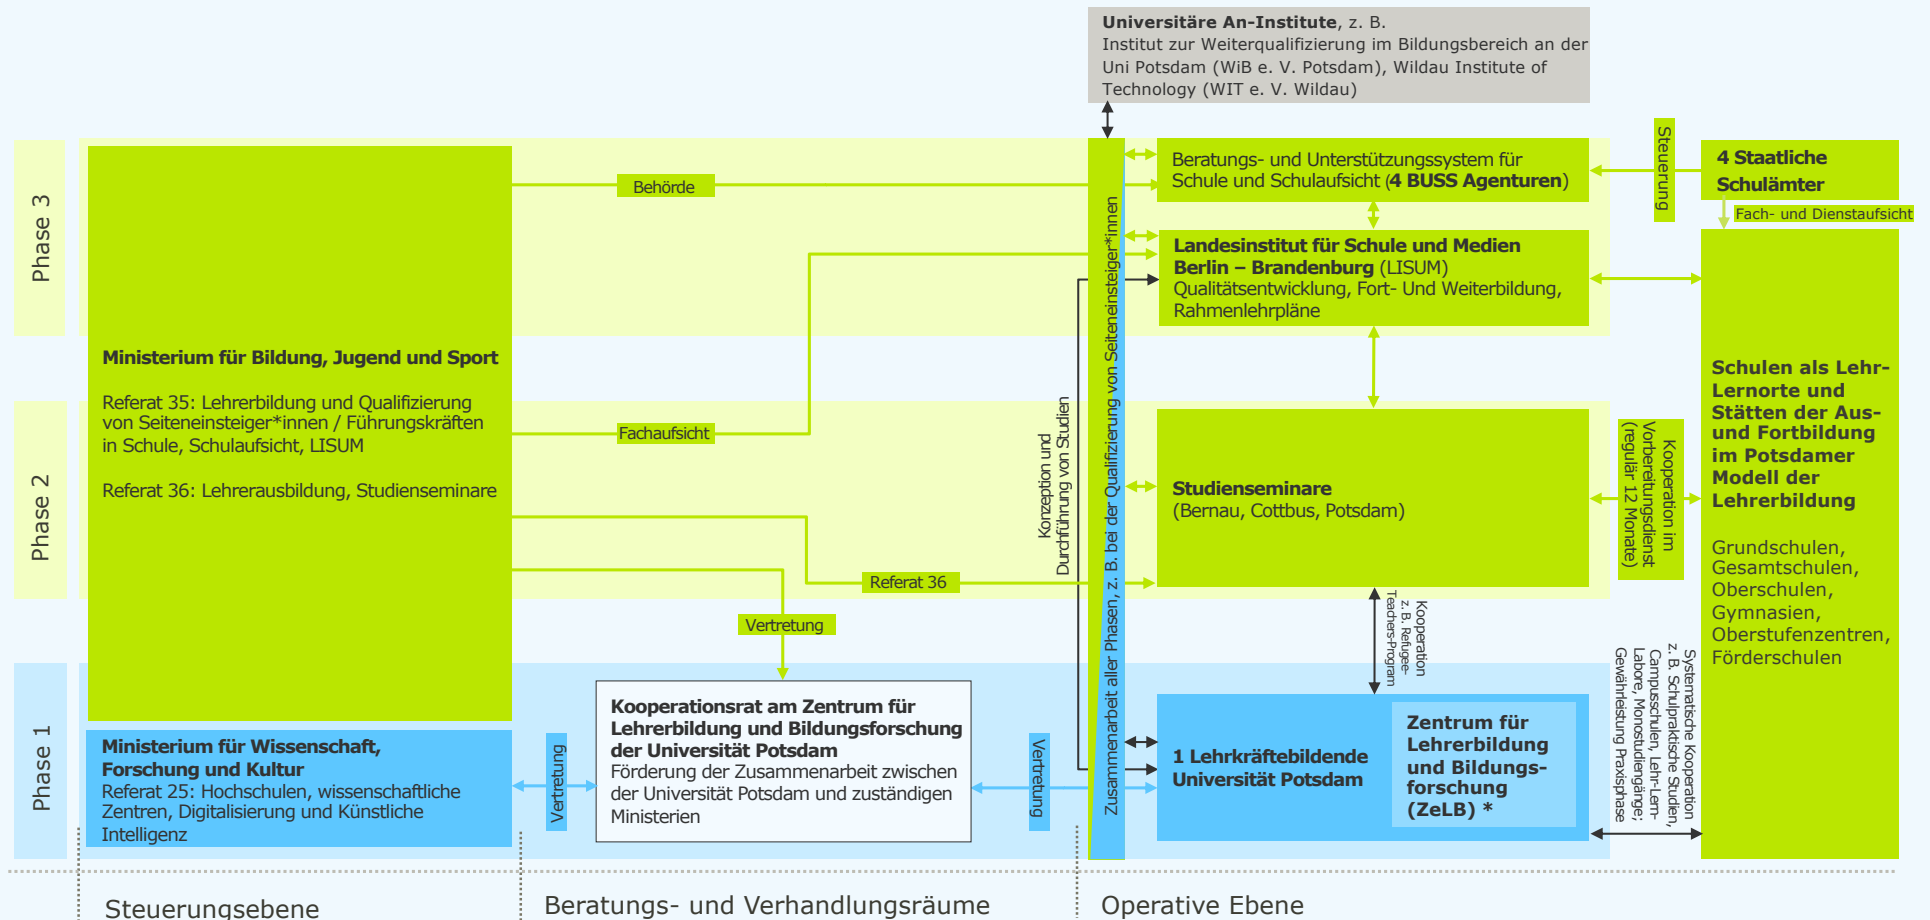 Universitäre An-Institute, z. B.
Institut zur Weiterqualifizierung im Bildungsbereich an der
Uni Potsdam (WiB e. V. Potsdam), Wildau Institute of
Technology (WIT e. V. Wildau)
Phase 3
Phase 2
Phase 1
Ministerium für Bildung, Jugend und Sport
Referat 35: Lehrerbildung und Qualifizierung
von Seiteneinsteiger*innen / Führungskräften
in Schule, Schulaufsicht, LISUM
Referat 36: Lehrerausbildung, Studienseminare
Ministerium für Wissenschaft,
Forschung und Kultur
Referat 25: Hochschulen, wissenschaftliche
Zentren, Digitalisierung und Künstliche
Intelligenz
Behörde
Fachaufsicht
Referat 36
Vertretung
Vertretung
Kooperationsrat am Zentrum für
Lehrerbildung und Bildungsforschung
der Universität Potsdam
Förderung der Zusammenarbeit zwischen
der Universität Potsdam und zuständigen
Ministerien
Vertretung
Konzeption und
Durchführung von Studien
Zusammenarbeit aller Phasen, z. B. bei der Qualifizierung von Seiteneinsteiger*innen
Beratungs- und Unterstützungssystem für
Schule und Schulaufsicht (4 BUSS Agenturen)
Landesinstitut für Schule und Medien
Berlin – Brandenburg (LISUM)
Qualitätsentwicklung, Fort- Und Weiterbildung,
Rahmenlehrpläne
Studienseminare
(Bernau, Cottbus, Potsdam)
Kooperation
z. B. Refugee-
Teachers-Program
1 Lehrkräftebildende
Universität Potsdam
Zentrum für
Lehrerbildung
und Bildungs-
forschung
(ZeLB) *
Steuerung
4 Staatliche
Schulämter
Fach- und Dienstaufsicht
Kooperation im
Vorbereitungsdienst
(regulär 12 Monate)
Systematische Kooperation
z. B. Schulpraktische Studien,
Campusschulen, Lehr-Lern-
Labore, Monostudiengänge;
Gewährleistung Praxisphase
Schulen als Lehr-
Lernorte und
Stätten der Aus-
und Fortbildung
im Potsdamer
Modell der
Lehrerbildung
Grundschulen,
Gesamtschulen,
Oberschulen,
Gymnasien,
Oberstufenzentren,
Förderschulen
Steuerungsebene
Beratungs- und Verhandlungsräume
Operative Ebene